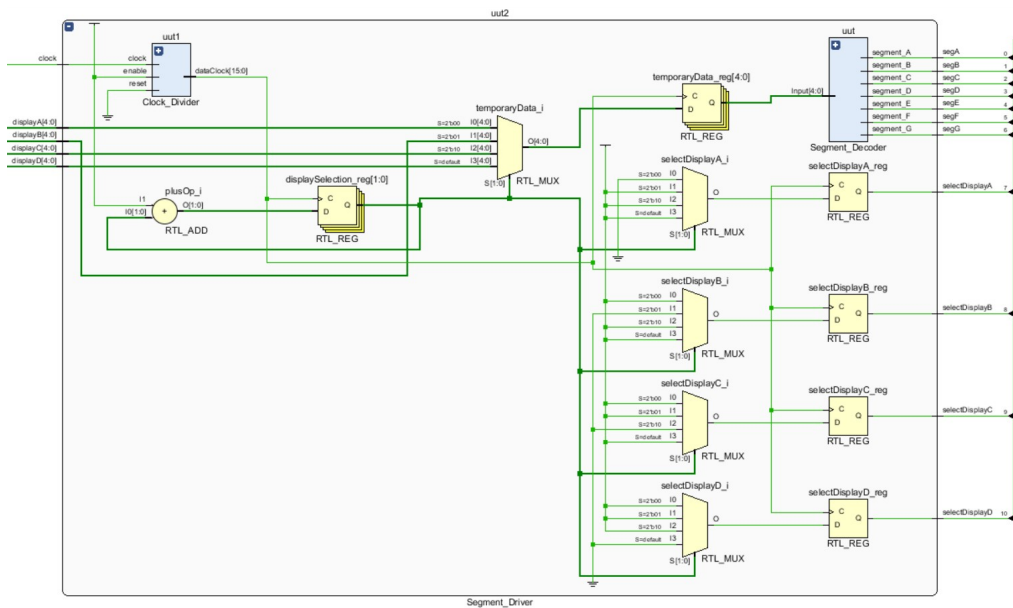 uut2
uut1
clock
clock
enable
reset
dataClock[15:0]
Clock_Divider
displayA[4:0]
displayB[4:0]
displayC[4:0]
displayD[4:0]
plusOp_i
I1
I0[1:0]
+
O[1:0]
RTL_ADD
displaySelection_reg[1:0]
C
D
Q
RTL_REG
temporaryData_i
S=2'b00 I0[4:0]
S=2'b01 I1[4:0]
S=2'b10 I2[4:0]
S=default I3[4:0]
O[4:0]
S[1:0]
RTL_MUX
temporaryData_reg[4:0]
C
D
Q
RTL_REG
uut
Input[4:0]
segment_A segA 0
segment_B segB 1
segment_C segC 2
segment_D segD 3
segment_E segE 4
segment_F segF 5
segment_G segG 6
Segment_Decoder
selectDisplayA_i
S=2'b00 I0
S=2'b01 I1
S=2'b10 I2
S=default I3
O
S[1:0]
RTL_MUX
selectDisplayA_reg
C
D
Q
RTL_REG
selectDisplayA 7
selectDisplayB_i
S=2'b00 I0
S=2'b01 I1
S=2'b10 I2
S=default I3
O
S[1:0]
RTL_MUX
selectDisplayB_reg
C
D
Q
RTL_REG
selectDisplayB 8
selectDisplayC_i
S=2'b00 I0
S=2'b01 I1
S=2'b10 I2
S=default I3
O
S[1:0]
RTL_MUX
selectDisplayC_reg
C
D
Q
RTL_REG
selectDisplayC 9
selectDisplayD_i
S=2'b00 I0
S=2'b01 I1
S=2'b10 I2
S=default I3
O
S[1:0]
RTL_MUX
selectDisplayD_reg
C
D
Q
RTL_REG
selectDisplayD 10
Segment_Driver